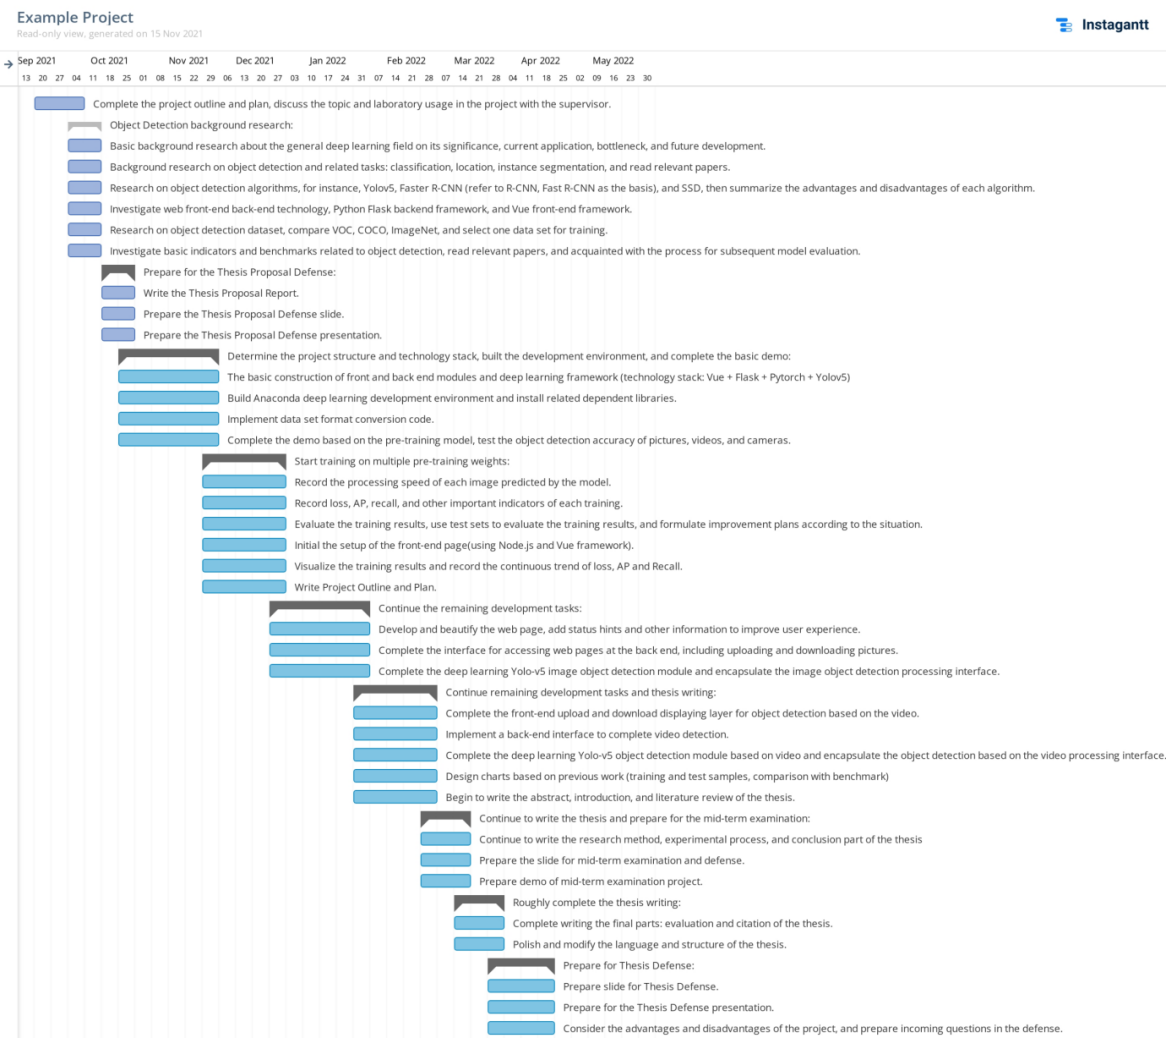 Example Project
Read-only view, generated on 15 Nov 2021
Instagantt
Sep 2021 Oct 2021 Nov 2021 Dec 2021 Jan 2022 Feb 2022 Mar 2022 Apr 2022 May 2022
13 20 27 04 11 18 25 01 08 15 22 29 06 13 20 27 03 10 17 24 31 07 14 21 28 07 14 21 28 04 11 18 25 02 09 16 23 30
Complete the project outline and plan, discuss the topic and laboratory usage in the project with the supervisor.
Object Detection background research:
Basic background research about the general deep learning field on its significance, current application, bottleneck, and future development.
Background research on object detection and related tasks: classification, location, instance segmentation, and read relevant papers.
Research on object detection algorithms, for instance, Yolov5, Faster R-CNN (refer to R-CNN, Fast R-CNN as the basis), and SSD, then summarize the advantages and disadvantages of each algorithm.
Investigate web front-end back-end technology, Python Flask backend framework, and Vue front-end framework.
Research on object detection dataset, compare VOC, COCO, ImageNet, and select one data set for training.
Investigate basic indicators and benchmarks related to object detection, read relevant papers, and acquainted with the process for subsequent model evaluation.
Prepare for the Thesis Proposal Defense:
Write the Thesis Proposal Report.
Prepare the Thesis Proposal Defense slide.
Prepare the Thesis Proposal Defense presentation.
Determine the project structure and technology stack, built the development environment, and complete the basic demo:
The basic construction of front and back end modules and deep learning framework (technology stack: Vue + Flask + Pytorch + Yolov5)
Build Anaconda deep learning development environment and install related dependent libraries.
Implement data set format conversion code.
Complete the demo based on the pre-training model, test the object detection accuracy of pictures, videos, and cameras.
Start training on multiple pre-training weights:
Record the processing speed of each image predicted by the model.
Record loss, AP, recall, and other important indicators of each training.
Evaluate the training results, use test sets to evaluate the training results, and formulate improvement plans according to the situation.
Initial the setup of the front-end page(using Node.js and Vue framework).
Visualize the training results and record the continuous trend of loss, AP and Recall.
Write Project Outline and Plan.
Continue the remaining development tasks:
Develop and beautify the web page, add status hints and other information to improve user experience.
Complete the interface for accessing web pages at the back end, including uploading and downloading pictures.
Complete the deep learning Yolo-v5 image object detection module and encapsulate the image object detection processing interface.
Continue remaining development tasks and thesis writing:
Complete the front-end upload and download displaying layer for object detection based on the video.
Implement a back-end interface to complete video detection.
Complete the deep learning Yolo-v5 object detection module based on video and encapsulate the object detection based on the video processing interface.
Design charts based on previous work (training and test samples, comparison with benchmark)
Begin to write the abstract, introduction, and literature review of the thesis.
Continue to write the thesis and prepare for the mid-term examination:
Continue to write the research method, experimental process, and conclusion part of the thesis
Prepare the slide for mid-term examination and defense.
Prepare demo of mid-term examination project.
Roughly complete the thesis writing:
Complete writing the final parts: evaluation and citation of the thesis.
Polish and modify the language and structure of the thesis.
Prepare for Thesis Defense:
Prepare slide for Thesis Defense.
Prepare for the Thesis Defense presentation.
Consider the advantages and disadvantages of the project, and prepare incoming questions in the defense.